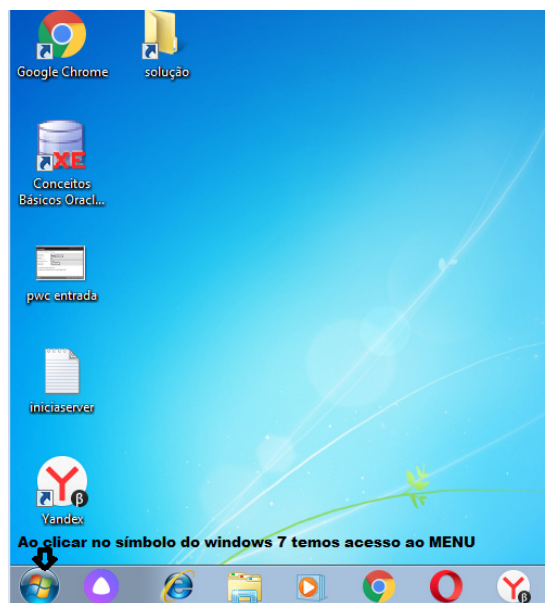 Google Chrome
solução
Conceitos
Básicos Oracl...
pwc entrada
iniciaserver
Yandex
Ao clicar no símbolo do windows 7 temos acesso ao MENU